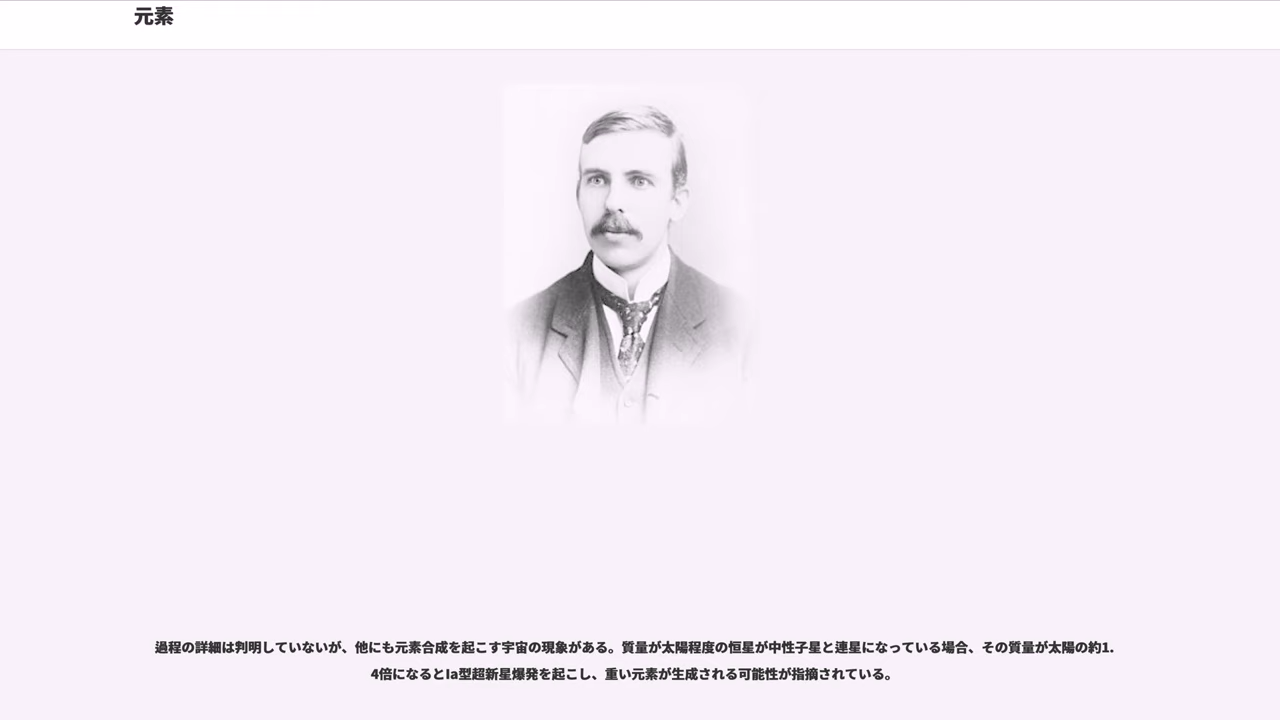 元素
過程の詳細は判明していないが、他にも元素合成を起こす宇宙の現象がある。質量が太陽程度の恒星が中性子星と連星になっている場合、その質量が太陽の約1.
4倍になるとIa型超新星爆発を起こし、重い元素が生成される可能性が指摘されている。